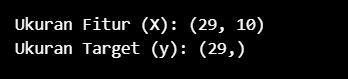 Ukuran Fitur (X): (29, 10)
Ukuran Target (y): (29,)